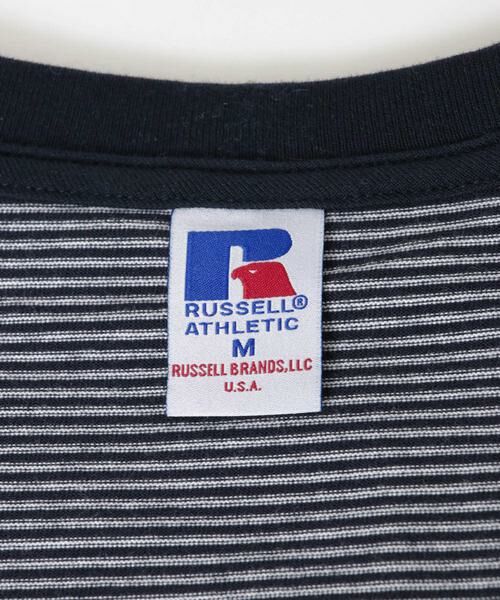 R
RUSSELL®
ATHLETIC
M
RUSSELL BRANDS,LLC
U.S.A.